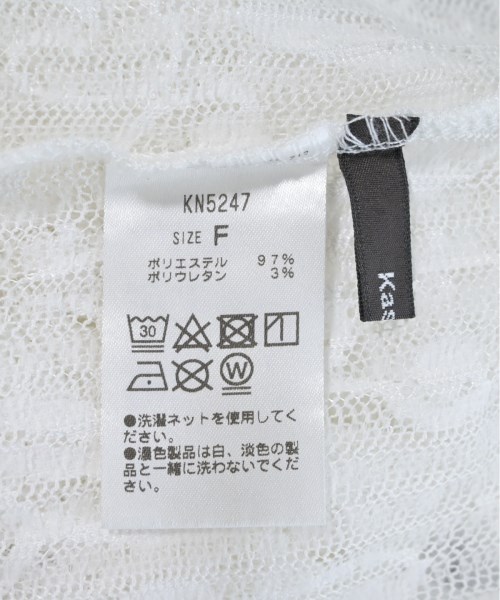 KN5247
SIZE F
ポリエステル 97%
ポリウレタン 3%
30
W
●洗濯ネットを使用してく
ださい。
●濃色製品は白、淡色の製
品と一緒に洗わないでくだ
さい。
Kas